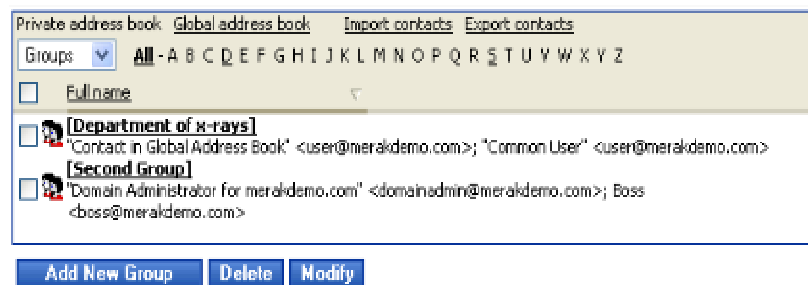 Private address book Global address book Import contacts Export contacts
Groups All - A B C D E F G H I J K L M N O P Q R S T U V W X Y Z
Full name
[Department of x-rays]
"Contact in Global Address Book" <user@merakdemo.com>; "Common User" <user@merakdemo.com>
[Second Group]
"Domain Administrator for merakdemo.com" <domainadmin@merakdemo.com>; Boss
<boss@merakdemo.com>
Add New Group Delete Modify